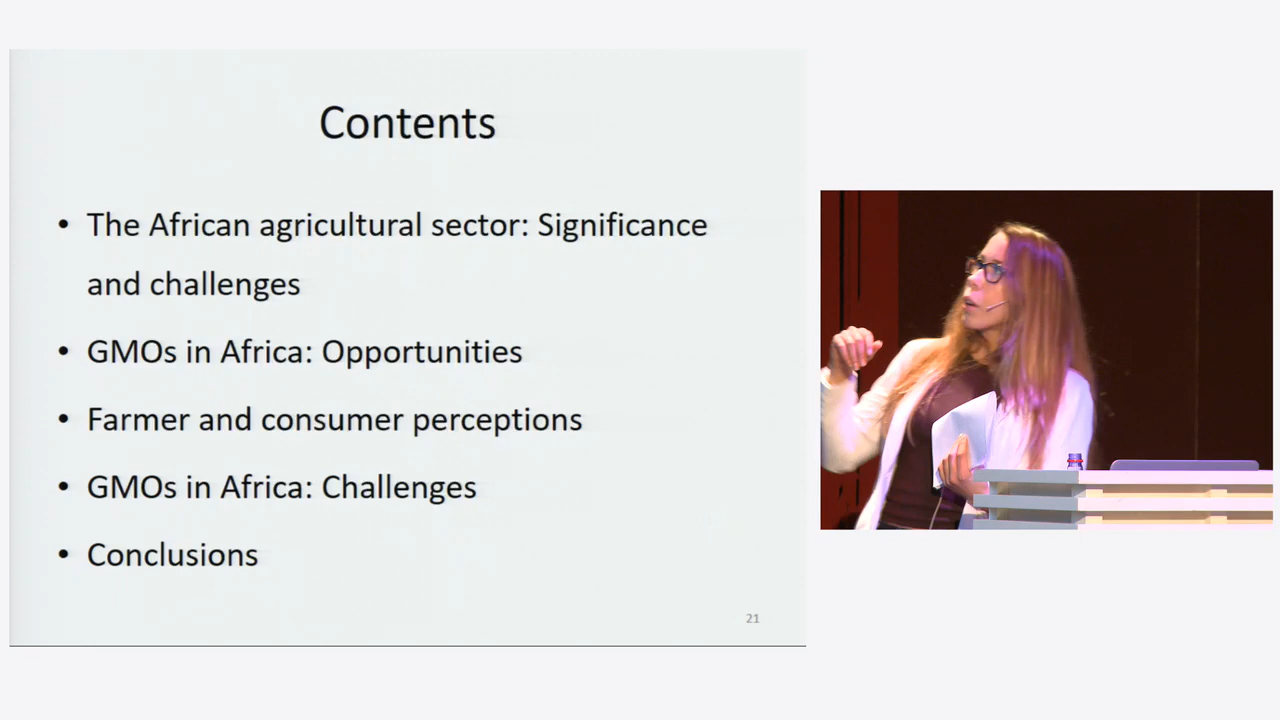 Contents
• The African agricultural sector: Significance
and challenges
• GMOs in Africa: Opportunities
• Farmer and consumer perceptions
• GMOs in Africa: Challenges
• Conclusions
21